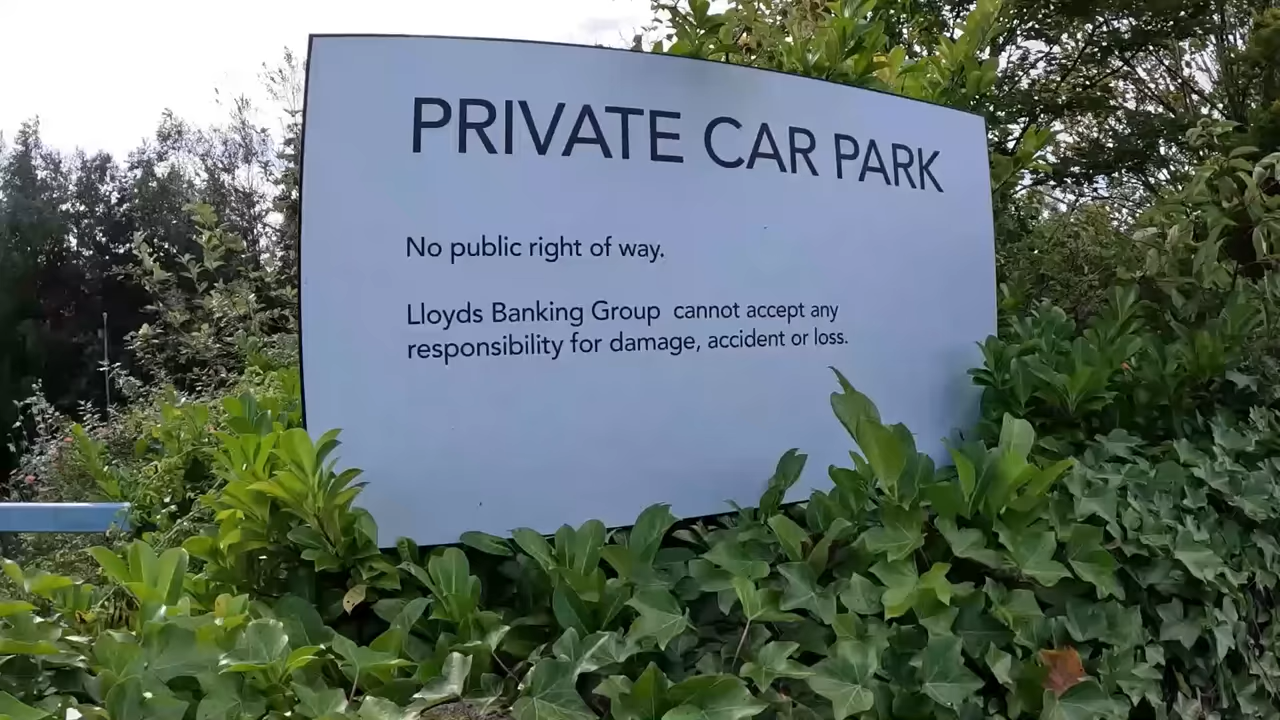 PRIVATE CAR PARK
No public right of way.
Lloyds Banking Group cannot accept any
responsibility for damage, accident or loss.